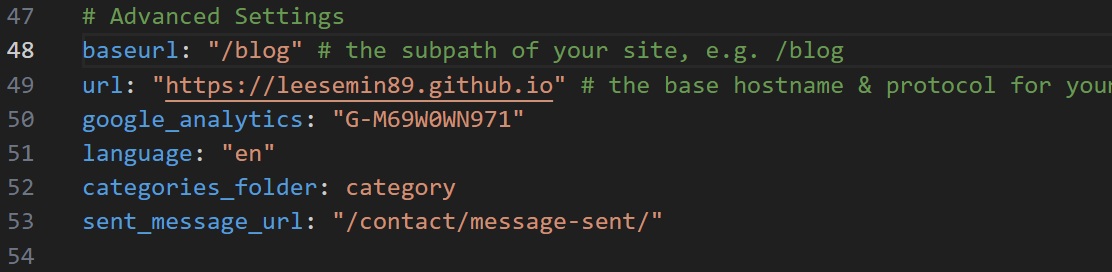 47 # Advanced Settings
48 baseurl: "/blog" # the subpath of your site, e.g. /blog
49 url: "https://leesemin89.github.io" # the base hostname & protocol for your
50 google_analytics: "G-M69W0WN971"
51 language: "en"
52 categories_folder: category
53 sent_message_url: "/contact/message-sent/"
54